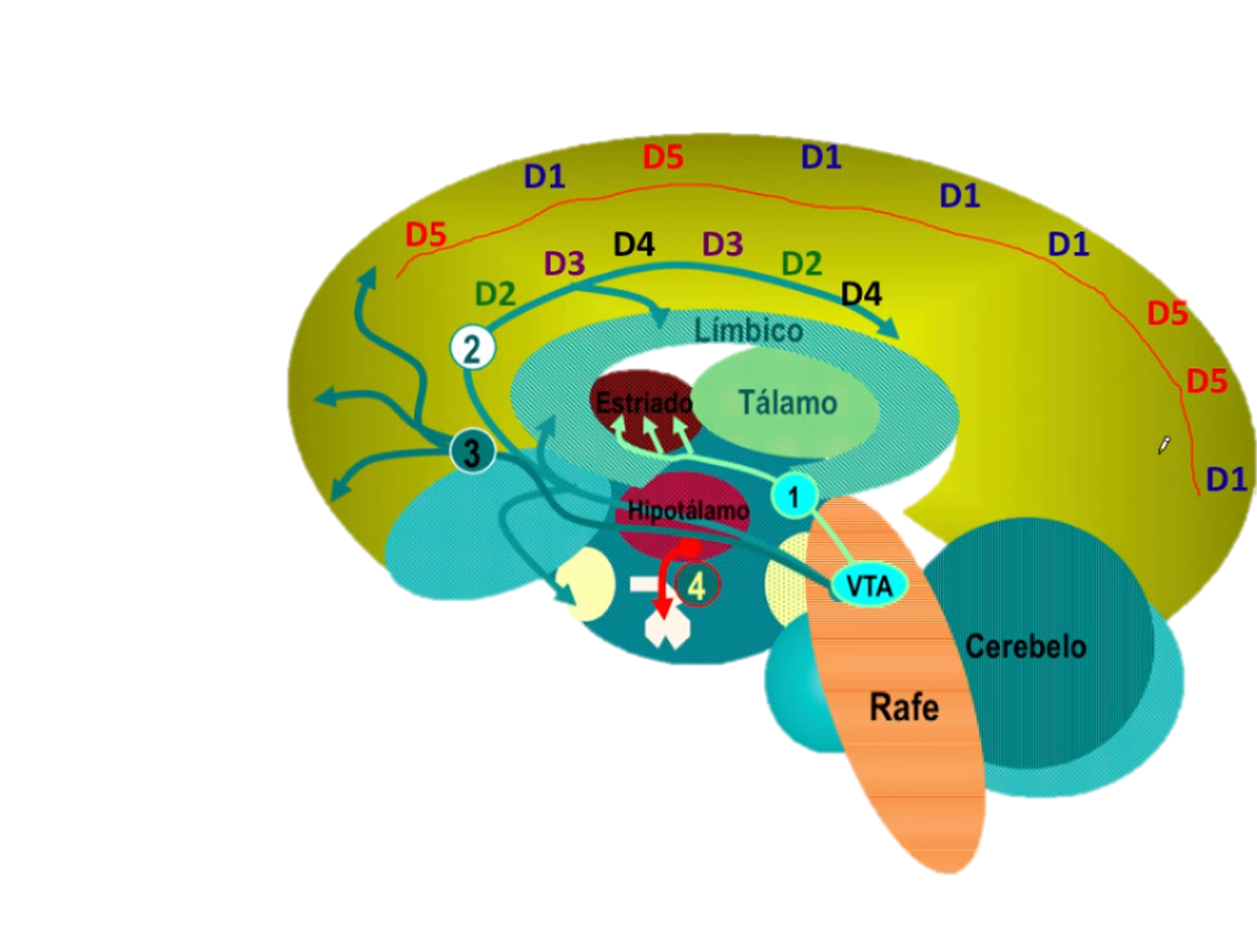 D5
D1
D5
D1
D1
D1
D5
D5
D1
D2
D3
D4
D3
D2
D4
2
Límbico
Estriado
Tálamo
3
1
Hipotálamo
4
VTA
Cerebelo
Rafe